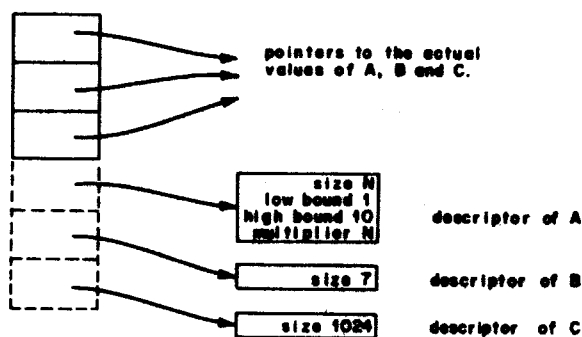 pointers to the actual
values of A, B and C.
size N
low bound 1
high bound 10
multiplier N
descriptor of A
size 7
descriptor of B
size 1024
descriptor of C